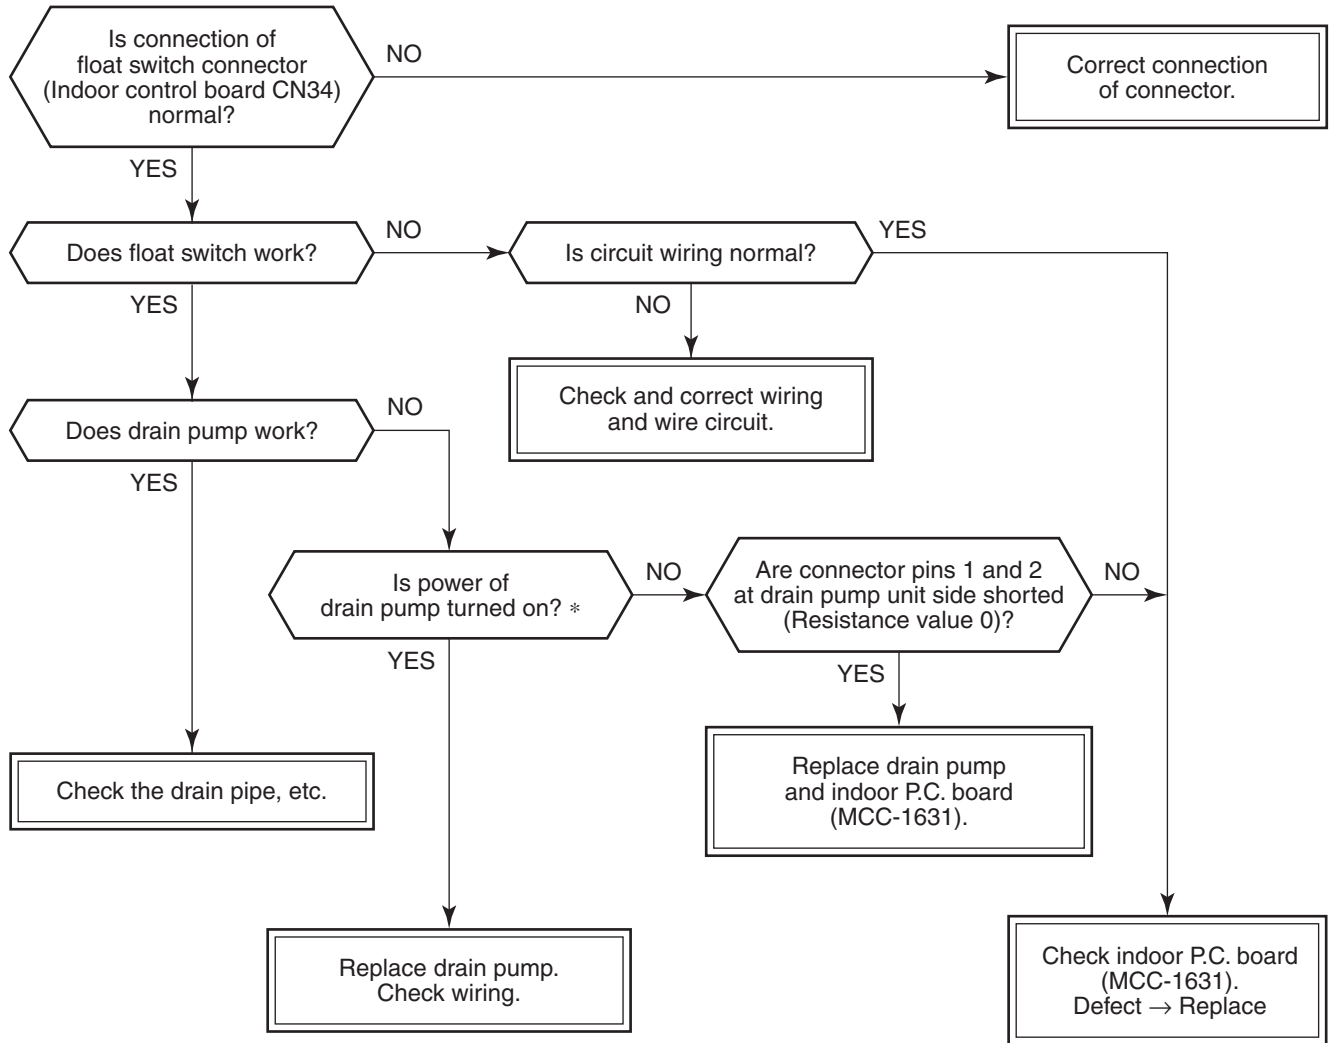 Is connection of
float switch connector
(Indoor control board CN34)
normal?
NO
Correct connection
of connector.
YES
Does float switch work?
NO
Is circuit wiring normal?
YES
YES
NO
Check and correct wiring
and wire circuit.
Does drain pump work?
NO
YES
Is power of
drain pump turned on? *
NO
Are connector pins 1 and 2
at drain pump unit side shorted
(Resistance value 0)?
NO
YES
YES
Check the drain pipe, etc.
Replace drain pump
and indoor P.C. board
(MCC-1631).
Replace drain pump.
Check wiring.
Check indoor P.C. board
(MCC-1631).
Defect → Replace